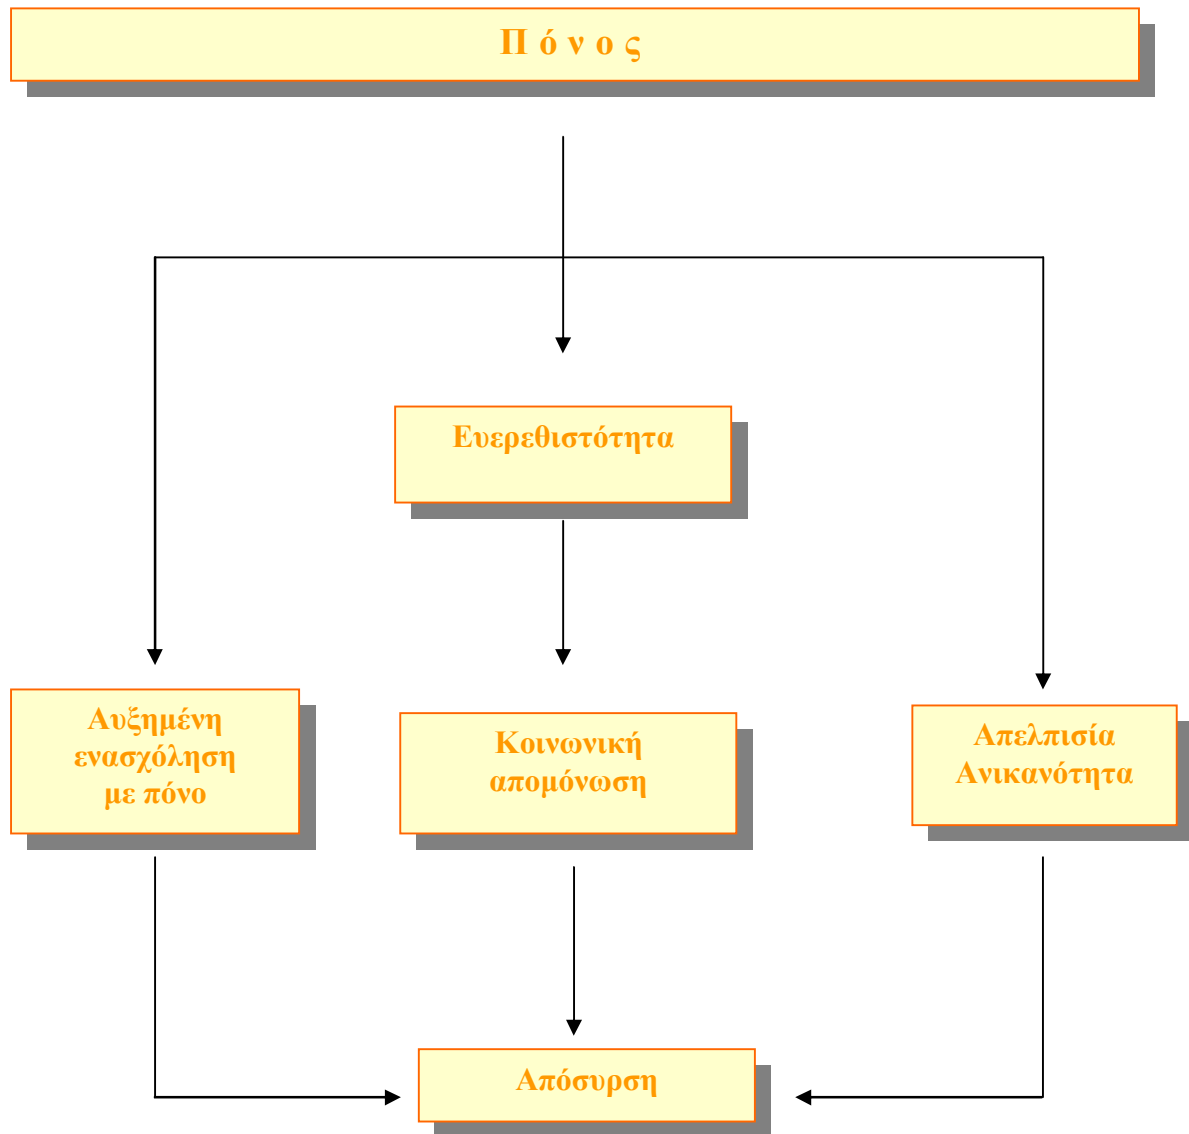 Π ό ν ο ς
Ευερεθιστότητα
Αυξημένη
ενασχόληση
με πόνο
Κοινωνική
απομόνωση
Απελπισία
Ανικανότητα
Απόσυρση